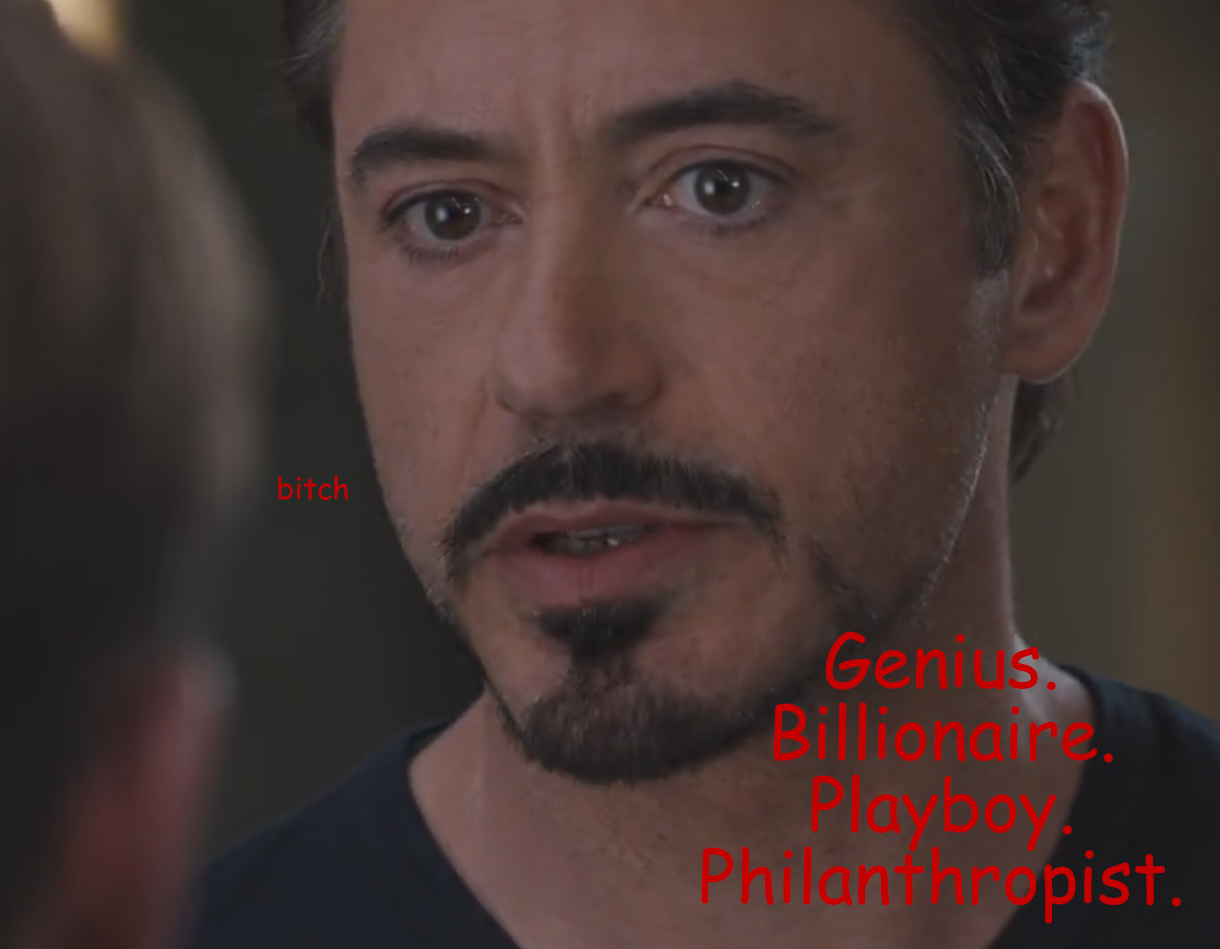 bitch
Genius.
Billionaire.
Playboy.
Philanthropist.